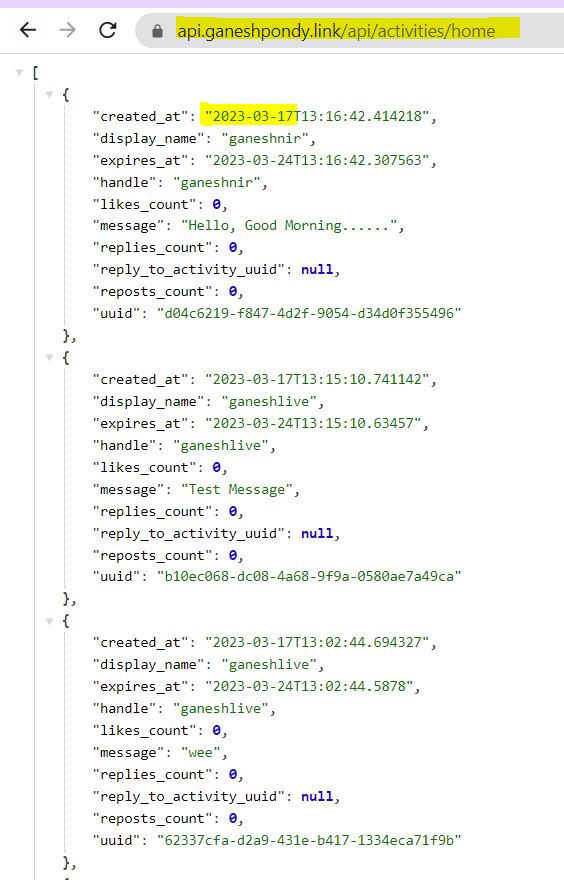 api.ganeshpondy.link/api/activities/home
[
{
"created_at": "2023-03-17T13:16:42.414218",
"display_name": "ganeshnir",
"expires_at": "2023-03-24T13:16:42.307563",
"handle": "ganeshnir",
"likes_count": 0,
"message": "Hello, Good Morning......",
"replies_count": 0,
"reply_to_activity_uuid": null,
"reposts_count": 0,
"uuid": "d04c6219-f847-4d2f-9054-d34d0f355496"
},
{
"created_at": "2023-03-17T13:15:10.741142",
"display_name": "ganeshlive",
"expires_at": "2023-03-24T13:15:10.63457",
"handle": "ganeshlive",
"likes_count": 0,
"message": "Test Message",
"replies_count": 0,
"reply_to_activity_uuid": null,
"reposts_count": 0,
"uuid": "b10ec068-dc08-4a68-9f9a-0580ae7a49ca"
},
{
"created_at": "2023-03-17T13:02:44.694327",
"display_name": "ganeshlive",
"expires_at": "2023-03-24T13:02:44.5878",
"handle": "ganeshlive",
"likes_count": 0,
"message": "wee",
"replies_count": 0,
"reply_to_activity_uuid": null,
"reposts_count": 0,
"uuid": "62337cfa-d2a9-431e-b417-1334eca71f9b"
},